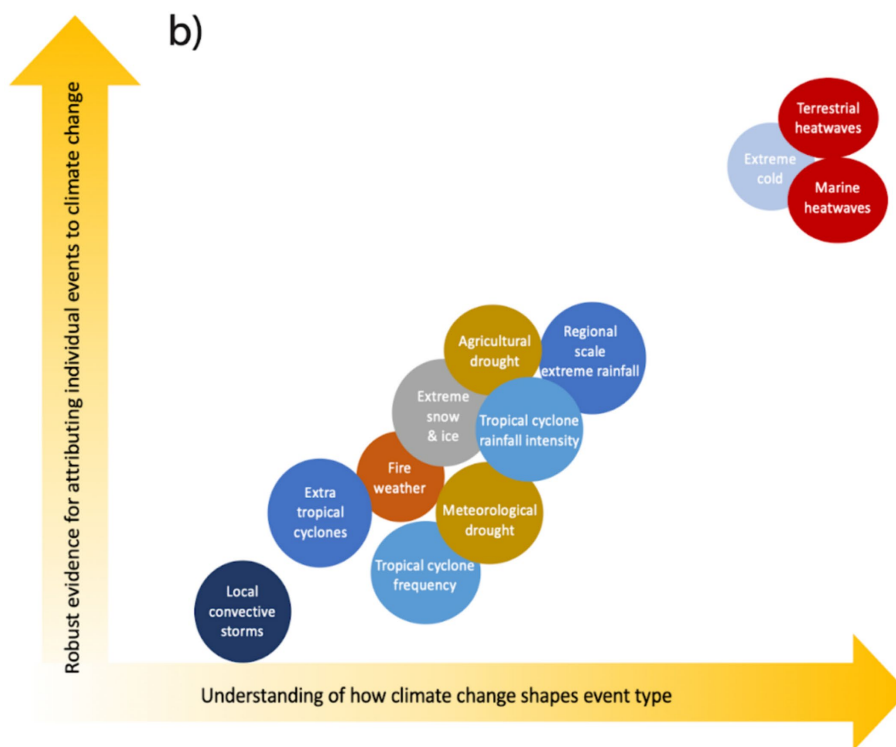 b)
Robust evidence for attributing individual events to climate change
Terrestrial
heatwaves
Extreme
cold
Marine
heatwaves
Agricultural
drought
Regional
scale
extreme rainfall
Extreme
snow
& ice
Tropical cyclone
rainfall intensity
Fire
weather
Extra
tropical
cyclones
Meteorological
drought
Tropical cyclone
frequency
Local
convective
storms
Understanding of how climate change shapes event type